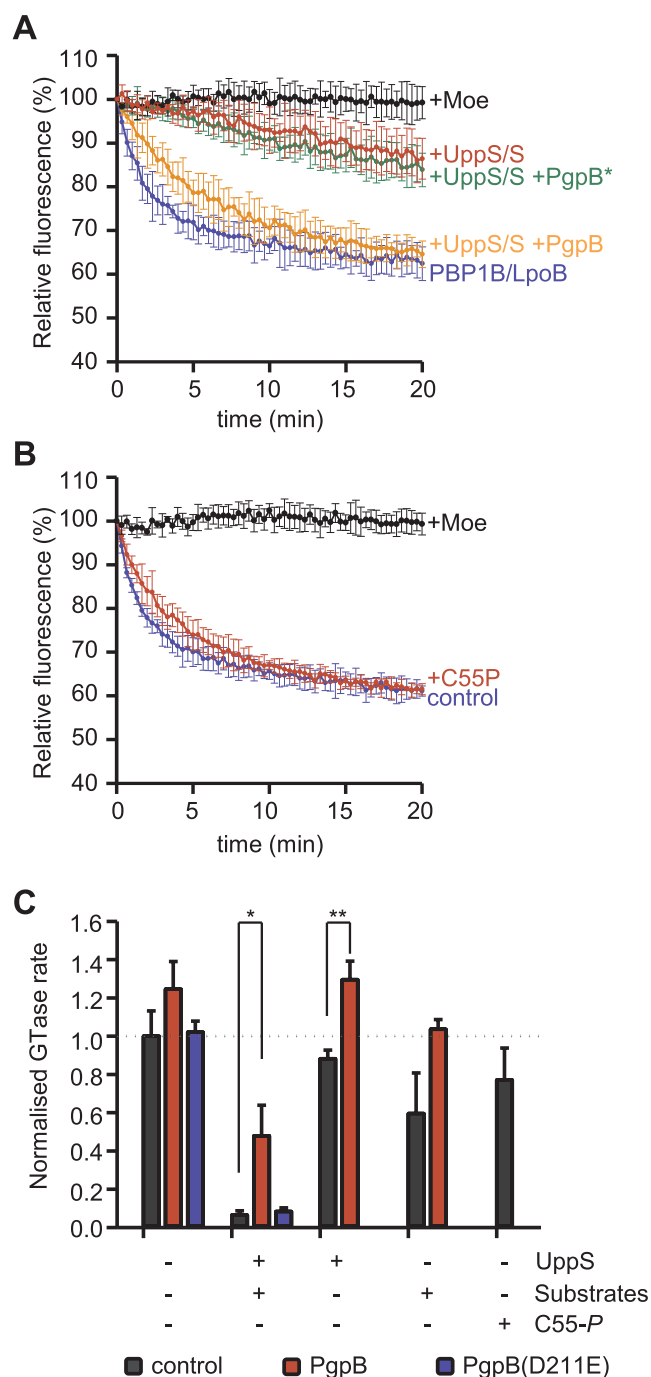 A
110
100
90
80
70
60
50
40
Relative fluorescence (%)
+Moe
+UppS/S
+UppS/S +PgpB*
+UppS/S +PgpB
PBP1B/LpoB
0 5 10 15 20
time (min)
B
110
100
90
80
70
60
50
40
Relative fluorescence (%)
+Moe
+C55P
control
0 5 10 15 20
time (min)
C
1.6
1.4
1.2
1.0
0.8
0.6
0.4
0.2
0.0
Normalised GTase rate
* **
- + + - - UppS
- + - + - Substrates
- - - - + C55-P
control PgpB PgpB(D211E)